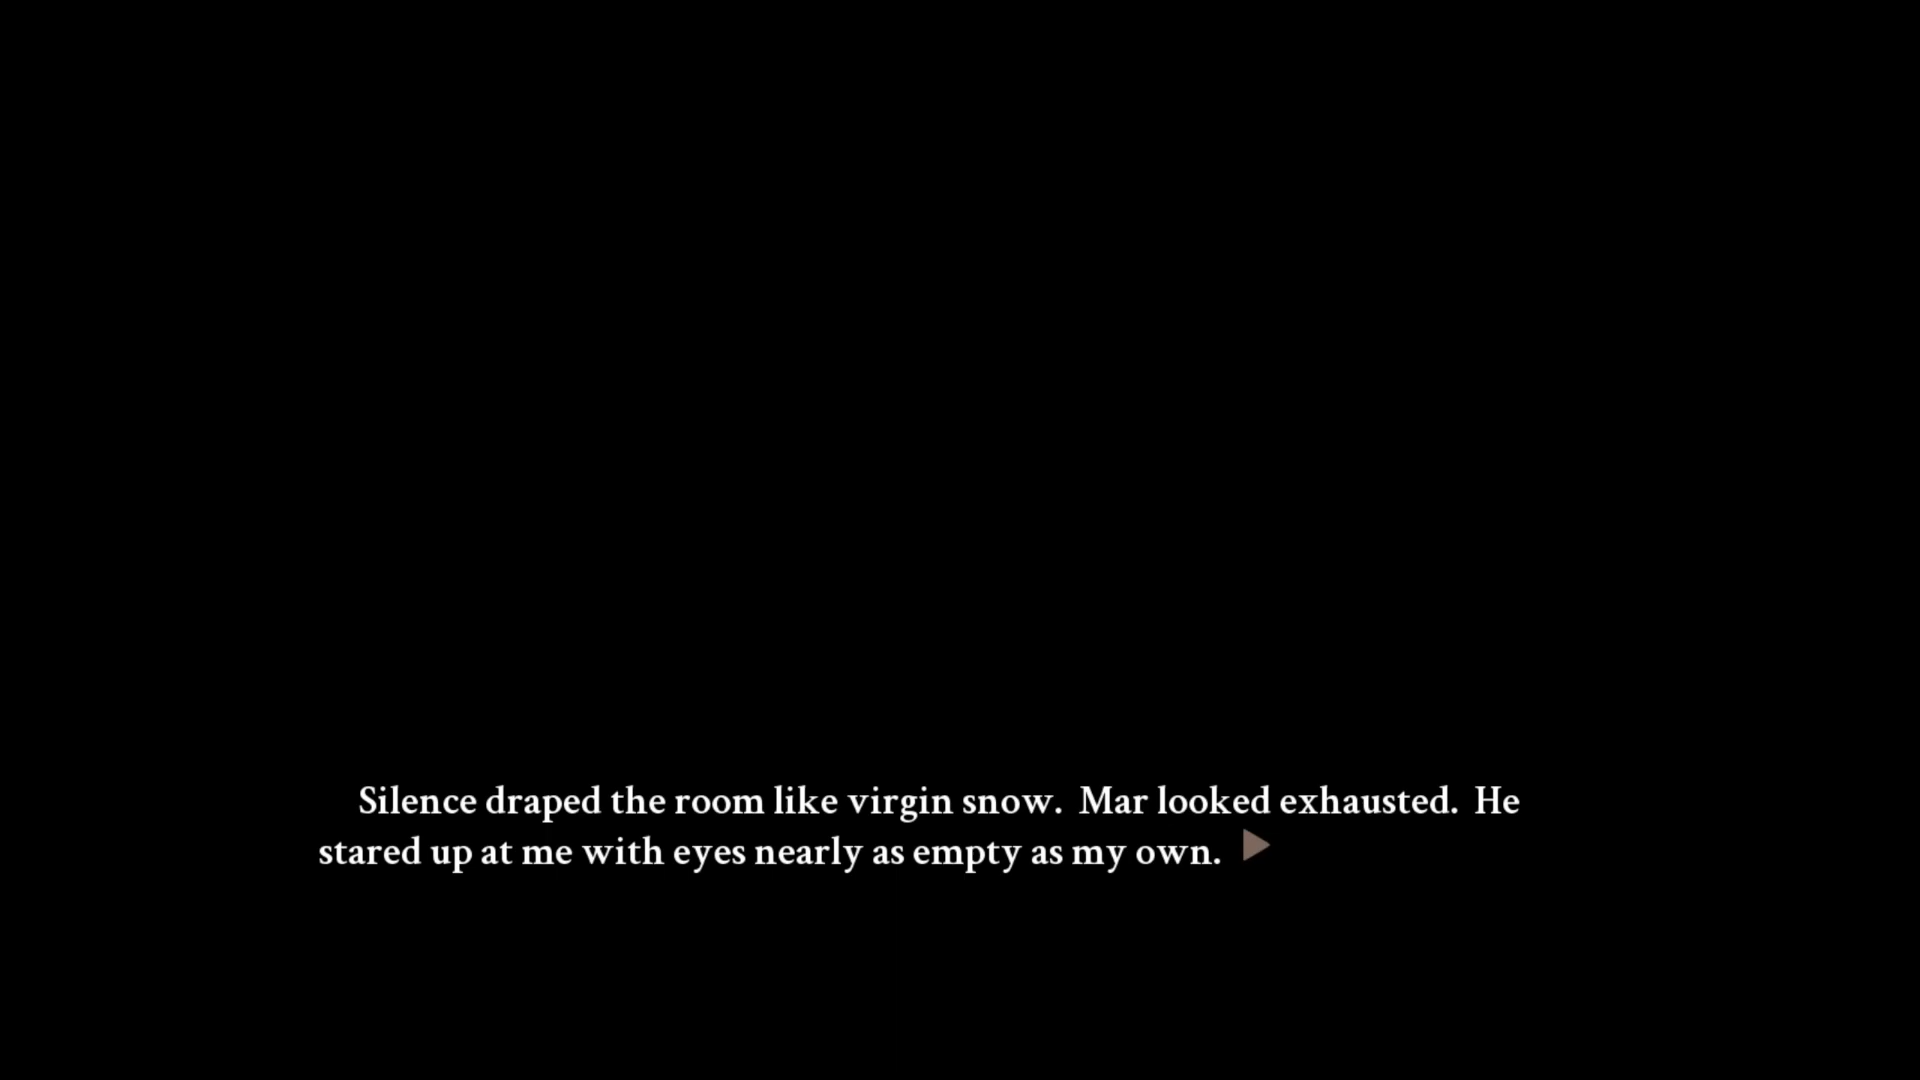 Silence draped the room like virgin snow.  Mar looked exhausted.  He
stared up at me with eyes nearly as empty as my own.